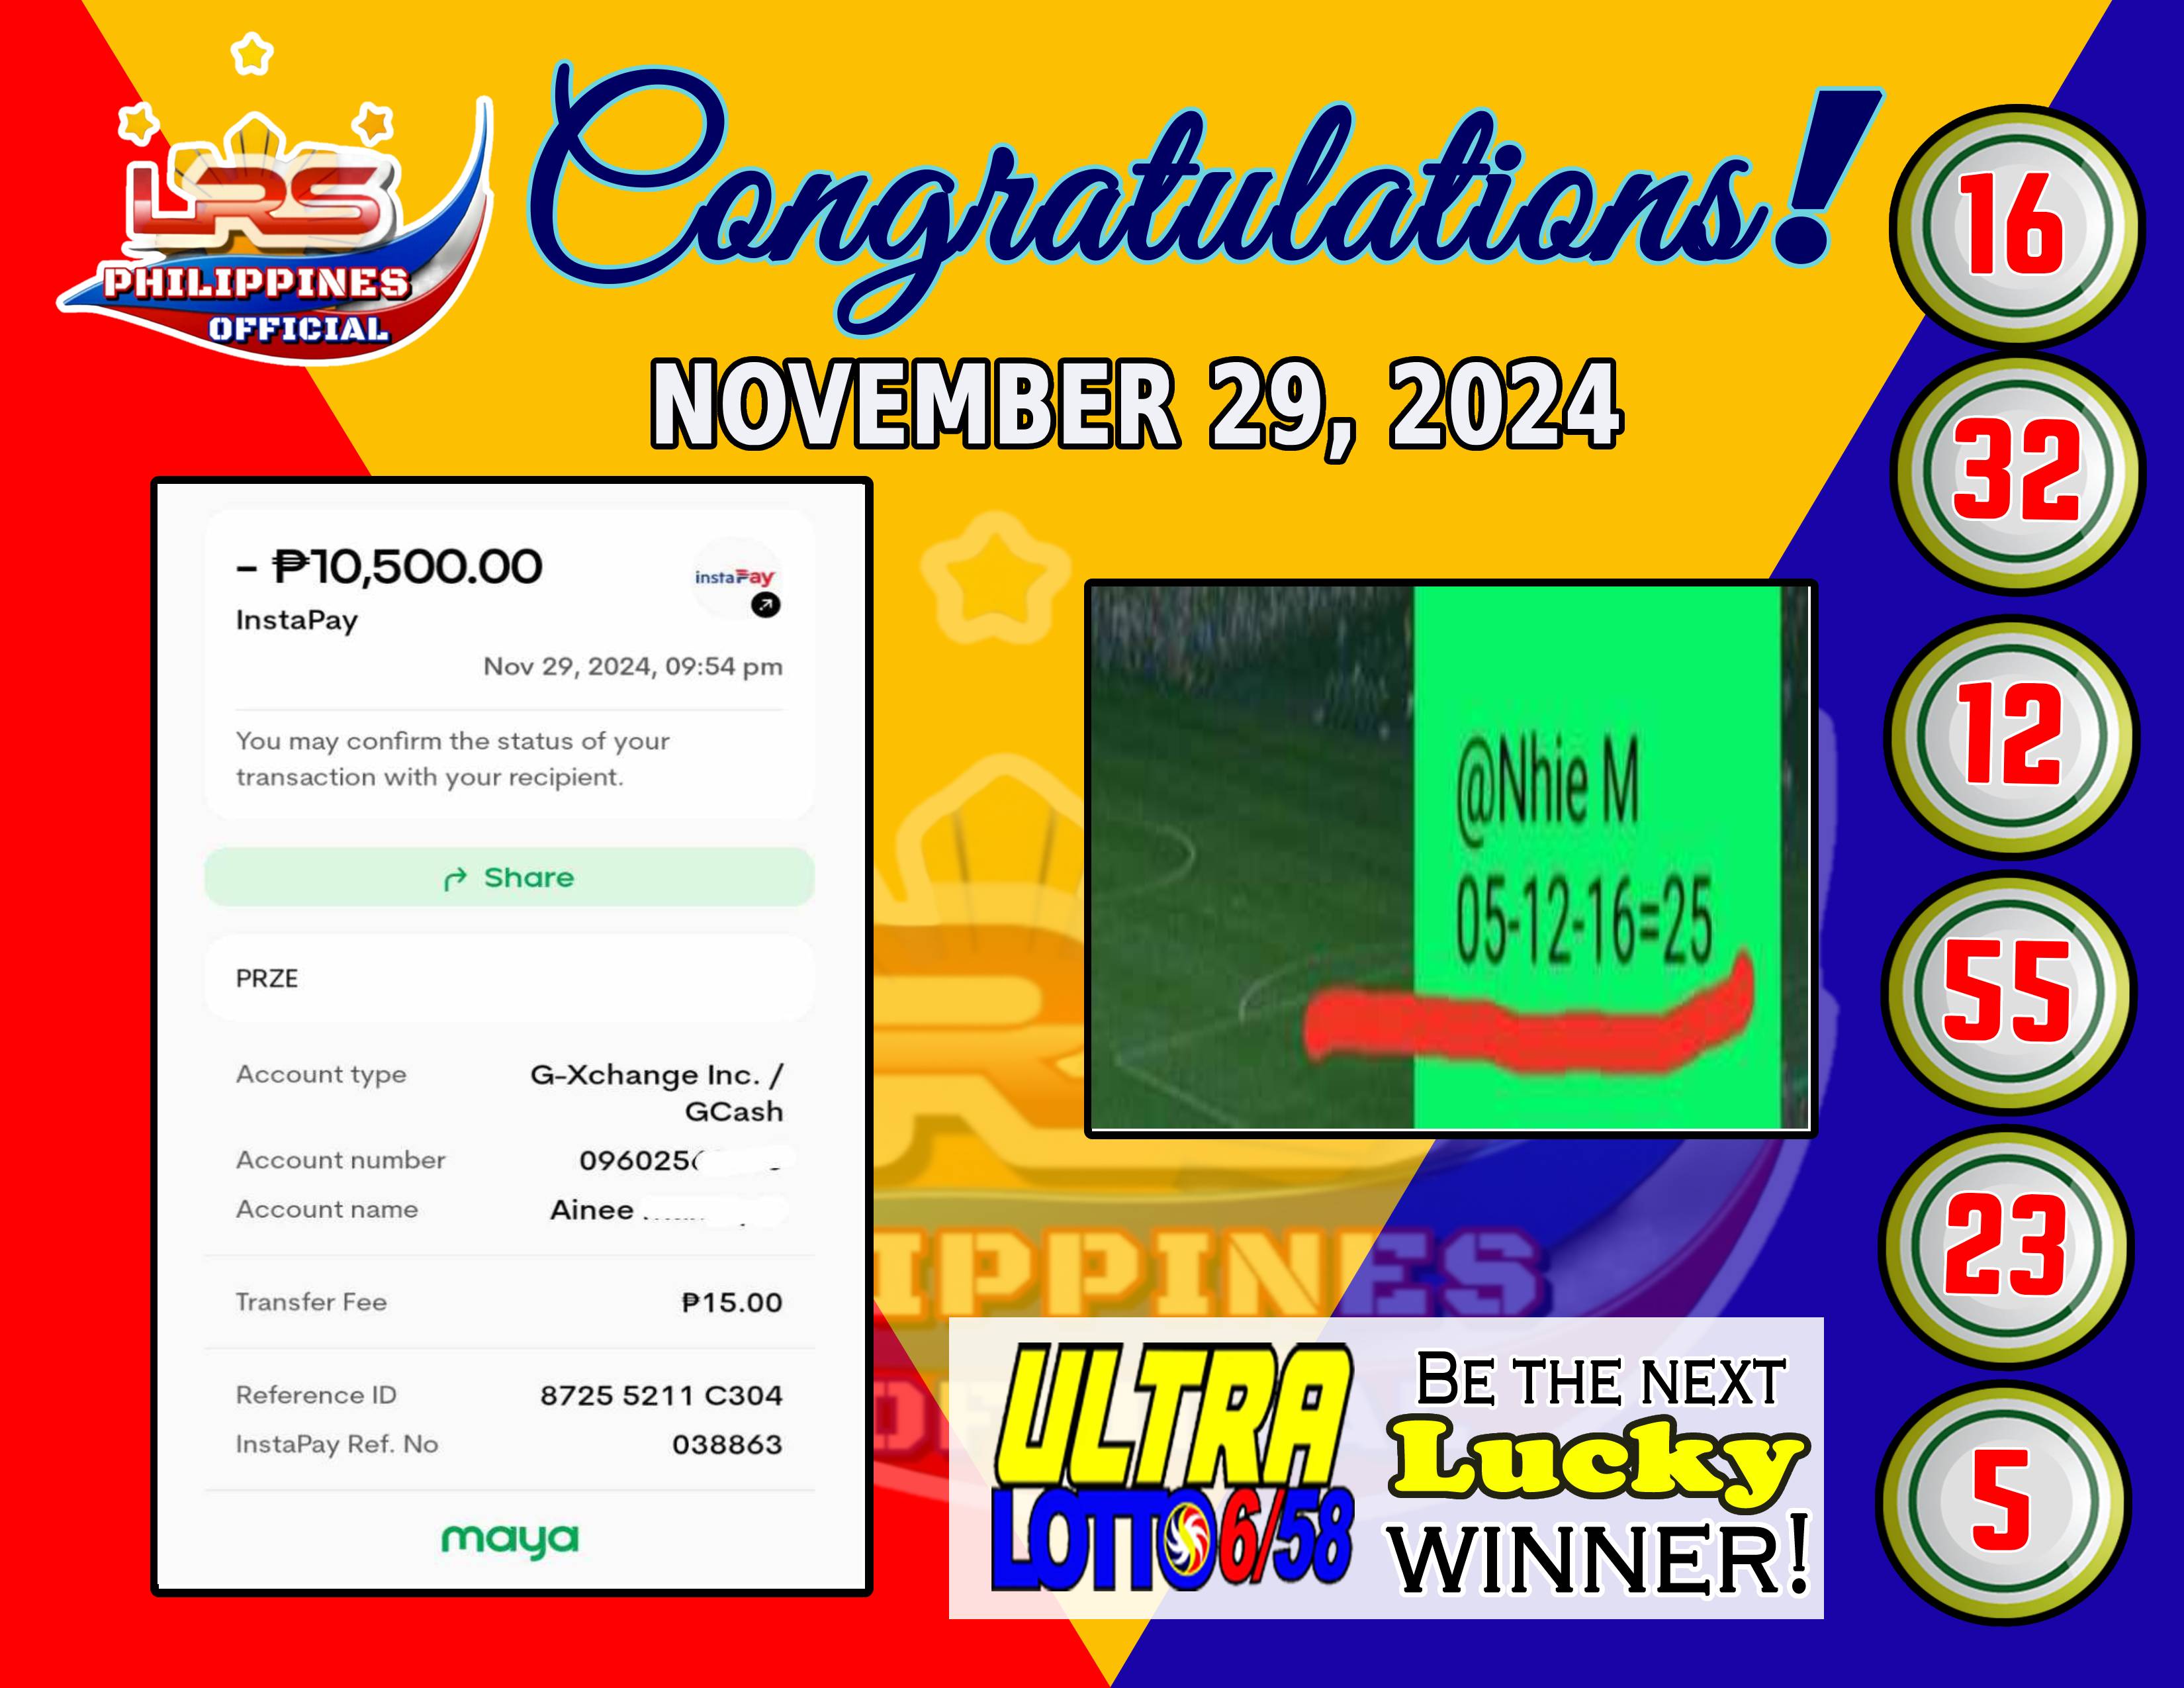 LRS
PHILIPPINES
OFFICIAL
Congratulations!
NOVEMBER 29, 2024
- ₱10,500.00
InstaPay
instaPay
Nov 29, 2024, 09:54 pm
You may confirm the status of your
transaction with your recipient.
Share
PRZE
Account type G-Xchange Inc. /
GCash
Account number 096025
Account name Ainee
Transfer Fee ₱15.00
Reference ID 8725 5211 C304
InstaPay Ref. No 038863
maya
@Nhie M
05-12-16=25
IPPINES
ULTRA
LOTTO 6/58
BE THE NEXT
Lucky
WINNER!
16
32
12
55
23
5